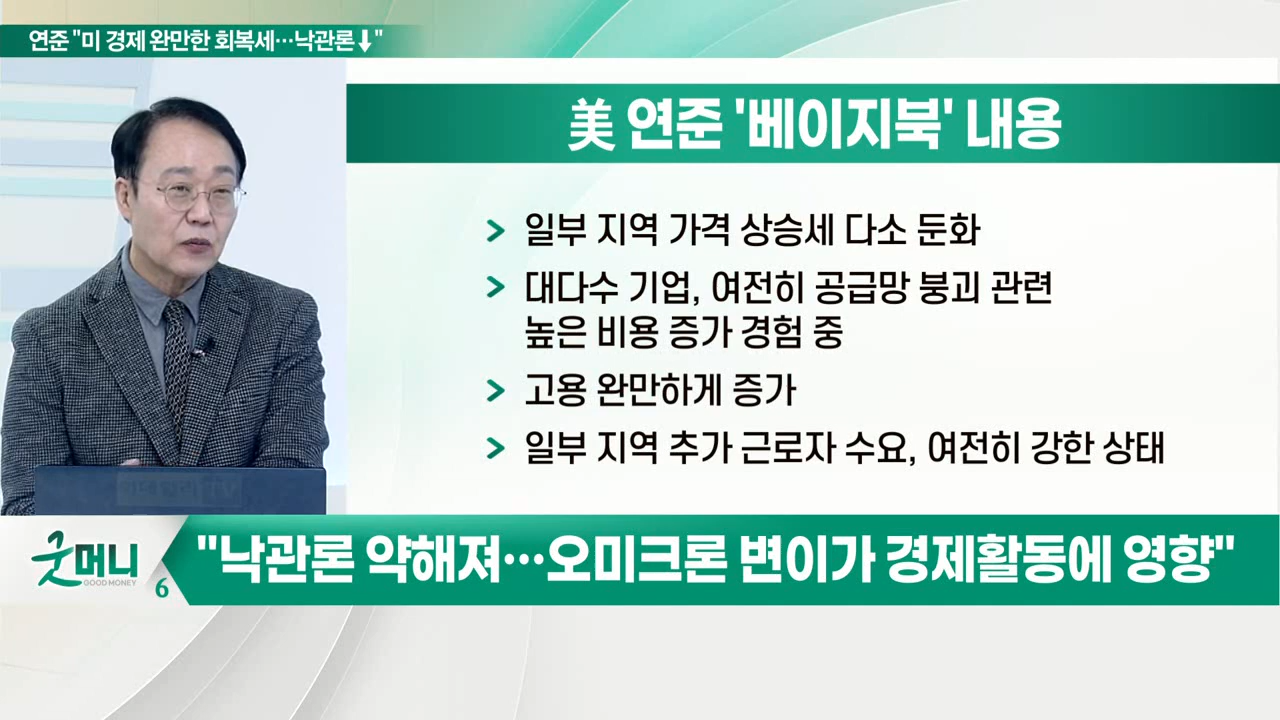 연준 "미 경제 완만한 회복세…낙관론⬇"
美 연준 '베이지북' 내용
> 일부 지역 가격 상승세 다소 둔화
> 대다수 기업, 여전히 공급망 붕괴 관련
높은 비용 증가 경험 중
> 고용 완만하게 증가
> 일부 지역 추가 근로자 수요, 여전히 강한 상태
굿머니
GOOD MONEY
6
"낙관론 약해져…오미크론 변이가 경제활동에 영향"